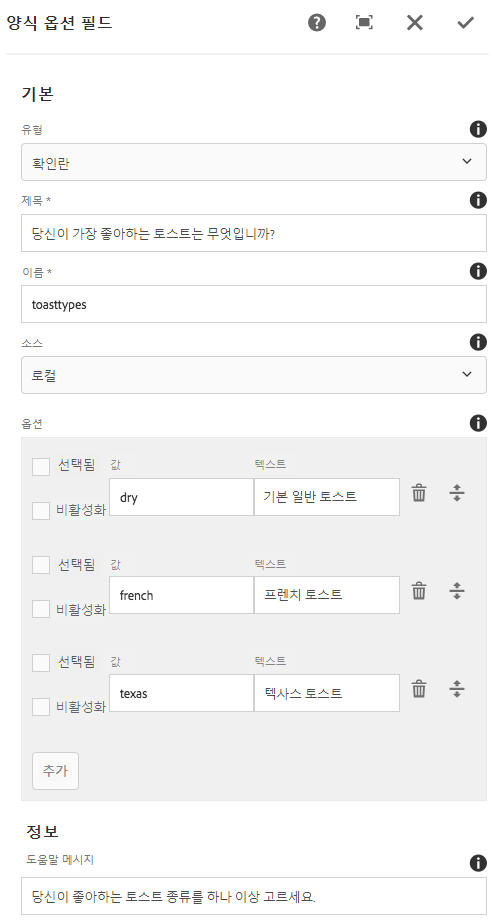 양식 옵션 필드
기본
유형
확인란
제목 *
당신이 가장 좋아하는 토스트는 무엇입니까?
이름 *
toasttypes
소스
로컬
옵션
선택됨 값 텍스트
dry 기본 일반 토스트
비활성화
선택됨 값 텍스트
french 프렌치 토스트
비활성화
선택됨 값 텍스트
texas 텍사스 토스트
비활성화
추가
정보
도움말 메시지
당신이 좋아하는 토스트 종류를 하나 이상 고르세요.